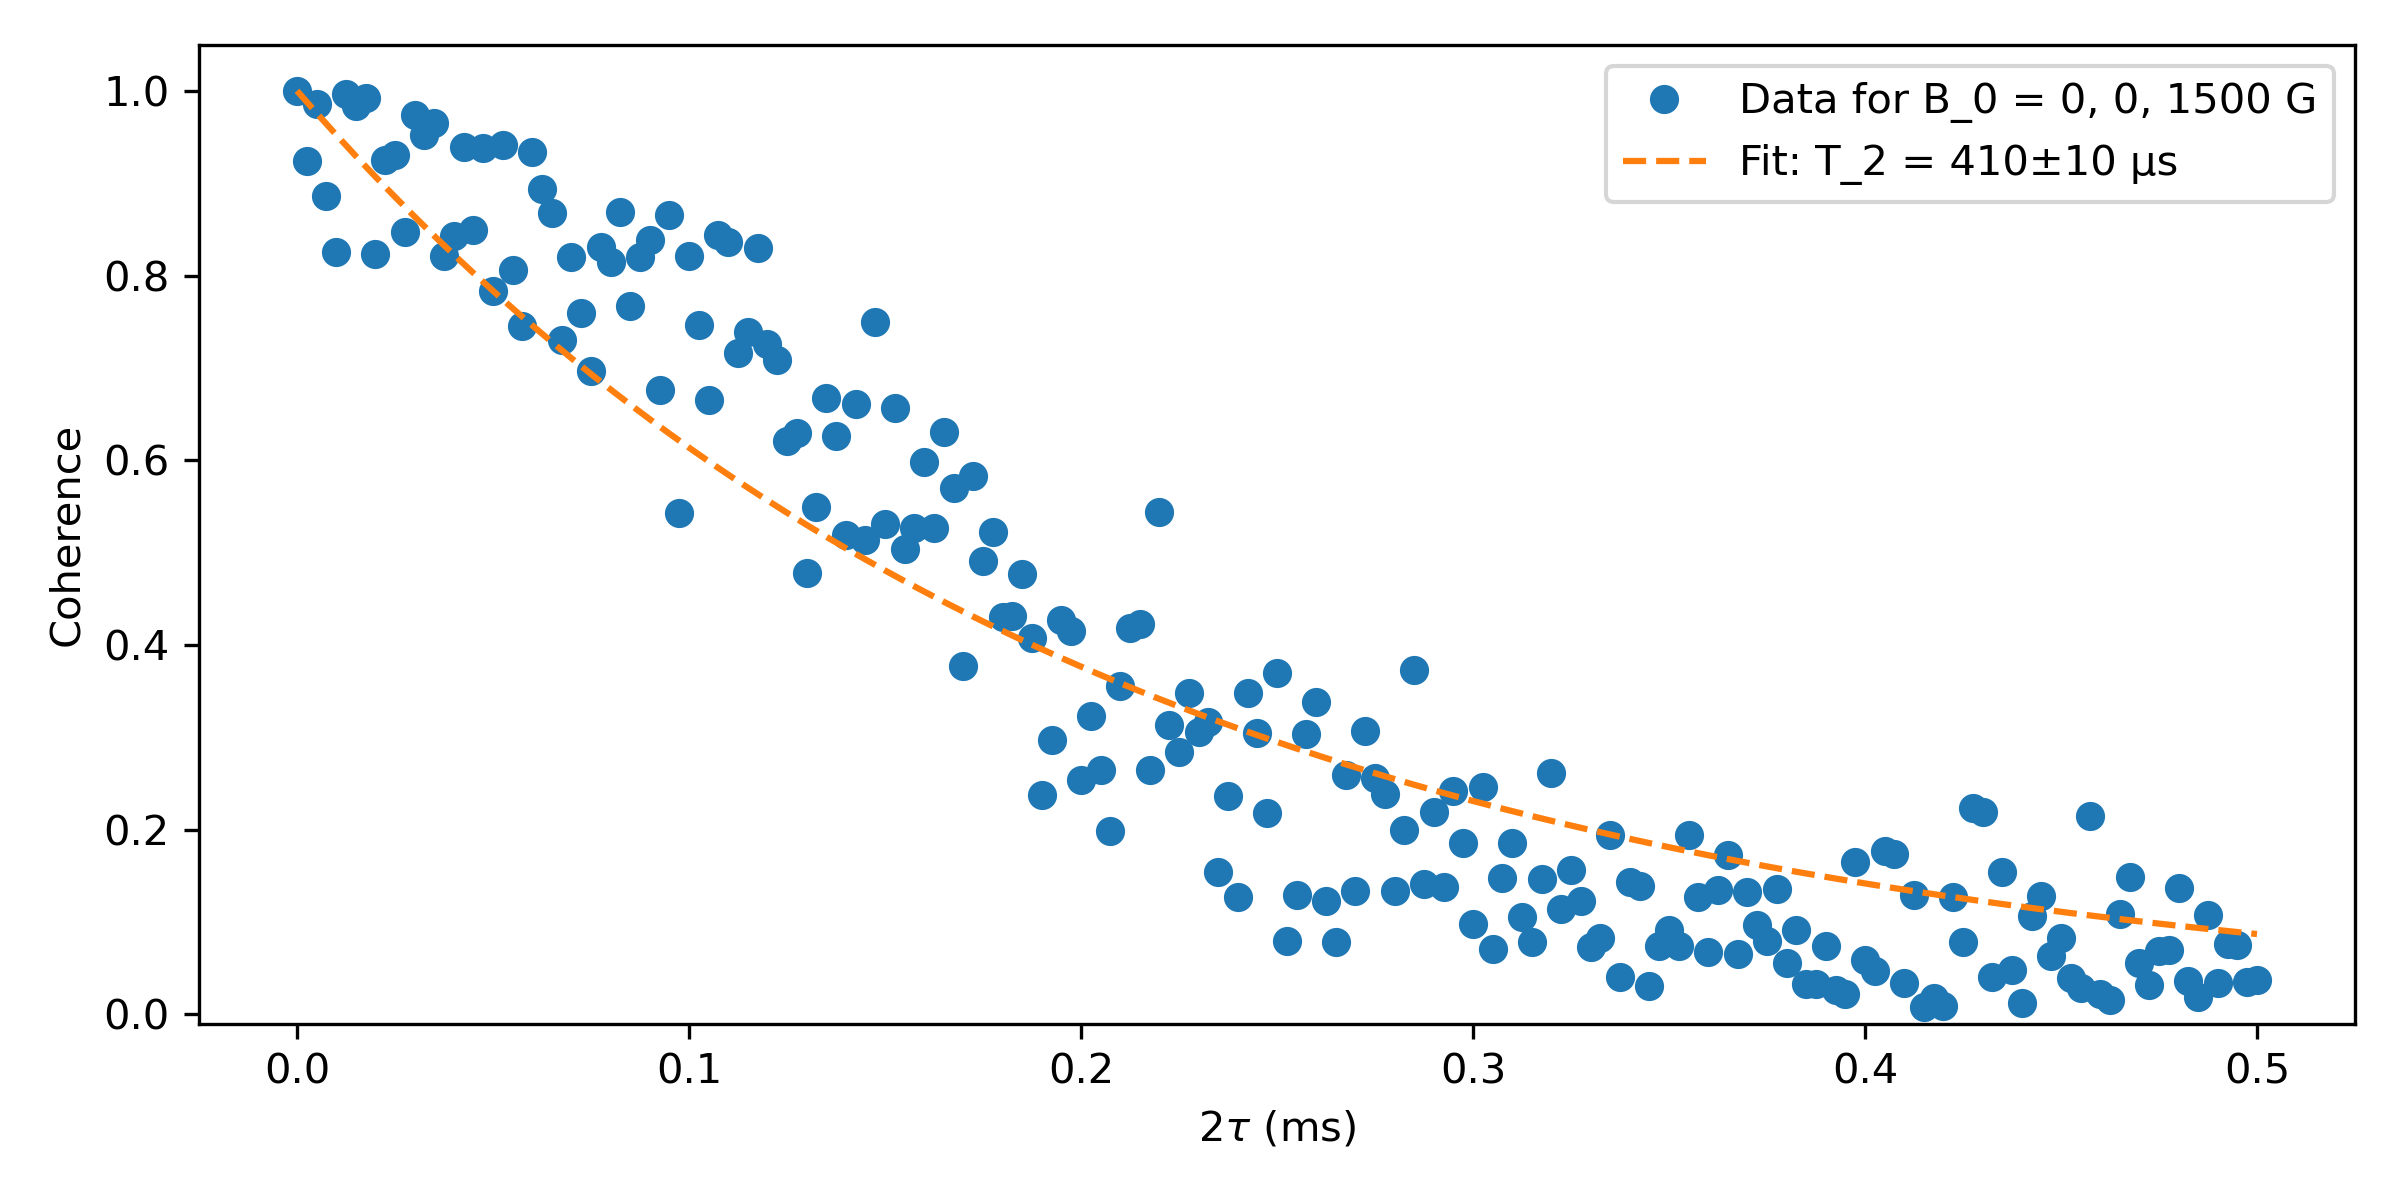 Data for B_0 = 0, 0, 1500 G
Fit: T_2 = 410±10 μs
Coherence
1.0
0.8
0.6
0.4
0.2
0.0
0.0 0.1 0.2 0.3 0.4 0.5
2τ (ms)